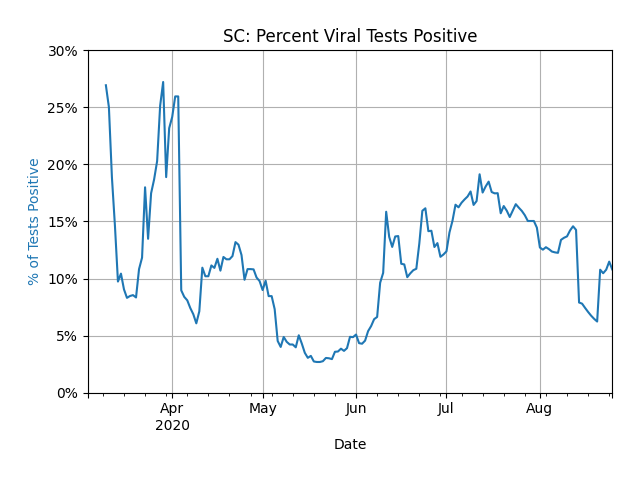 SC: Percent Viral Tests Positive
30%
25%
20%
15%
10%
5%
0%
% of Tests Positive
Apr May Jun Jul Aug
2020
Date